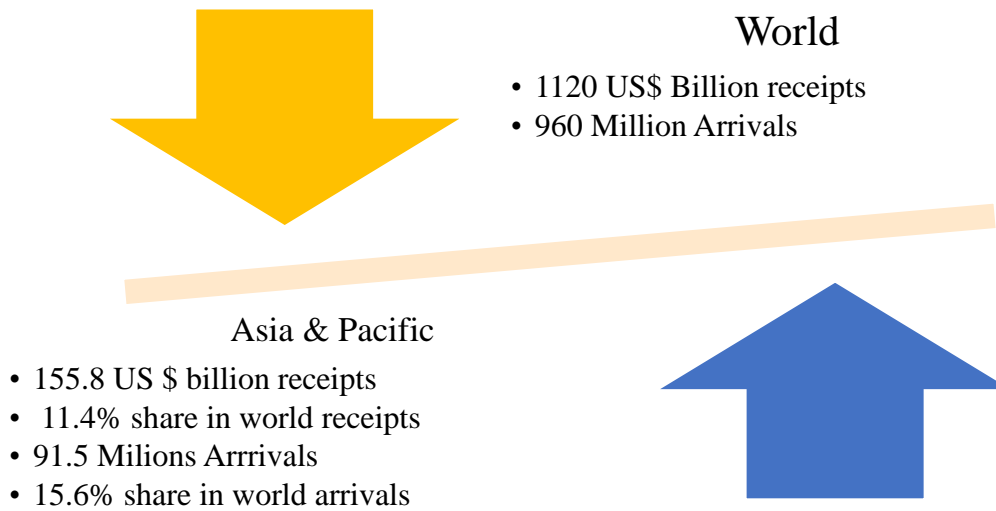 World
• 1120 US$ Billion receipts
• 960 Million Arrivals
Asia & Pacific
• 155.8 US $ billion receipts
• 11.4% share in world receipts
• 91.5 Milions Arrrivals
• 15.6% share in world arrivals